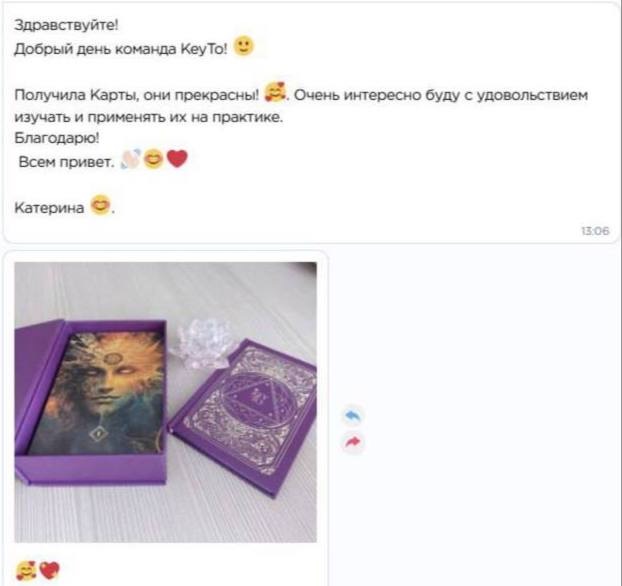 Здравствуйте!
Добрый день команда KeyTo! 🙂
Получила Карты, они прекрасны! 🥰. Очень интересно буду с удовольствием
изучать и применять их на практике.
Благодарю!
Всем привет. 👋🏻😊❤️
Катерина 😊.
13:06
🥰💖